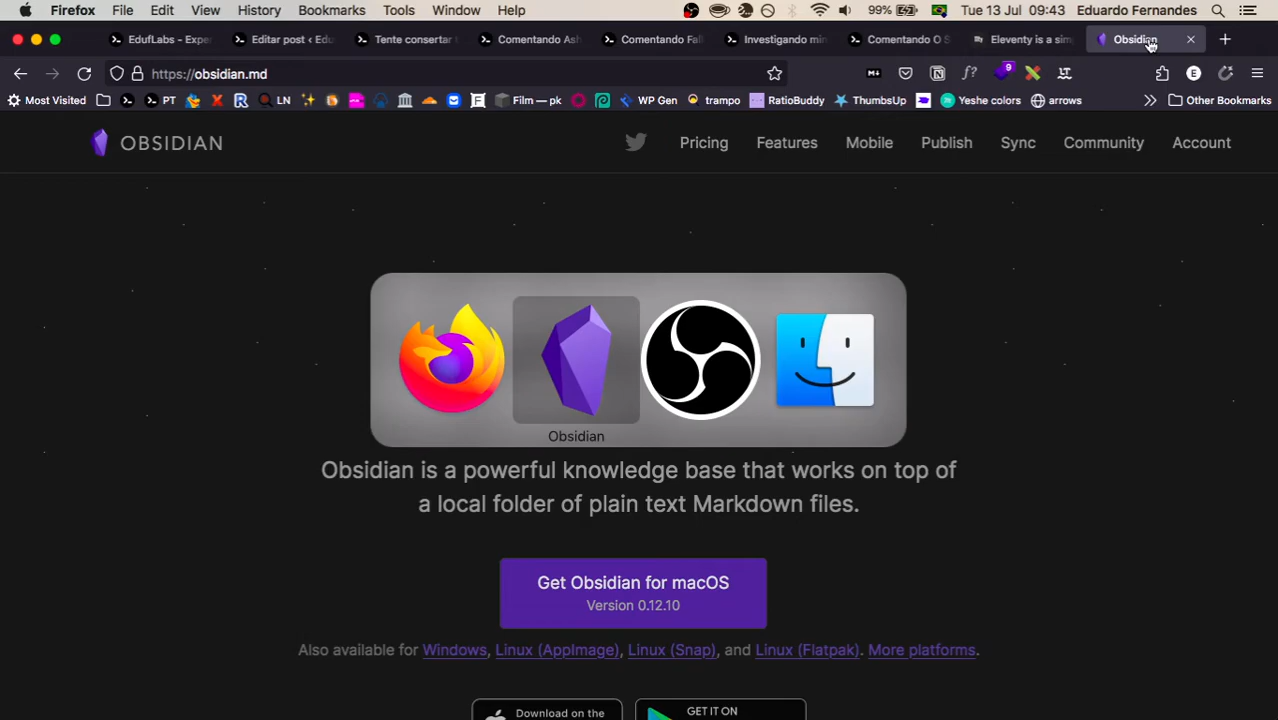 Firefox File Edit View History Bookmarks Tools Window Help 99% Tue 13 Jul 09:43 Eduardo Fernandes
EdufLabs - Expe Editar post ‹ Edu Tente consertar Comentando Ash Comentando Fall Investigando min Comentando O S Eleventy is a sim Obsidian
https://obsidian.md M f? 9 E
Most Visited PT R LN F Film — pk WP Gen trampo RatioBuddy ThumbsUp Yeshe colors arrows Other Bookmarks
OBSIDIAN Pricing Features Mobile Publish Sync Community Account
Obsidian
Obsidian is a powerful knowledge base that works on top of
a local folder of plain text Markdown files.
Get Obsidian for macOS
Version 0.12.10
Also available for Windows, Linux (AppImage), Linux (Snap), and Linux (Flatpak). More platforms.
Download on the GET IT ON